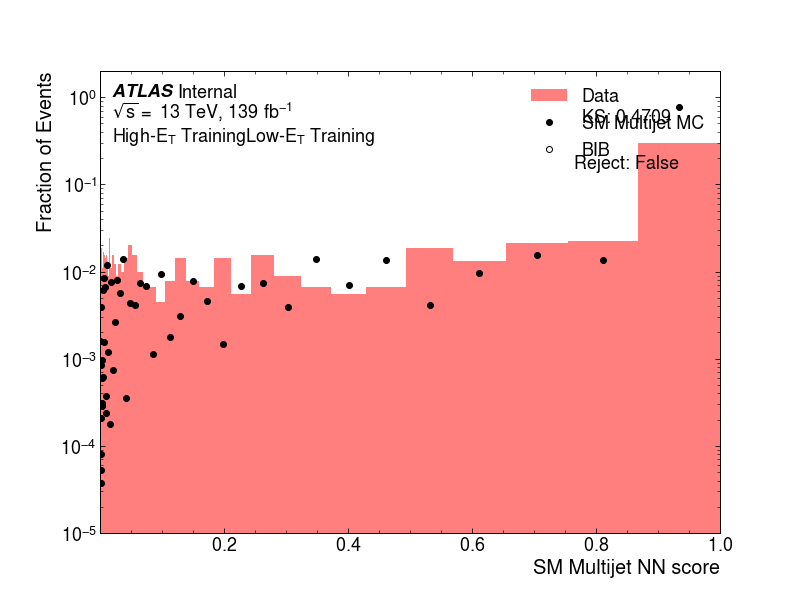 ATLAS Internal
√s = 13 TeV, 139 fb⁻¹
High-E_T TrainingLow-E_T Training
Data
KS: 0.4709
SM Multijet MC
BIB
Reject: False
Fraction of Events
10⁰
10⁻¹
10⁻²
10⁻³
10⁻⁴
10⁻⁵
0.2 0.4 0.6 0.8 1.0
SM Multijet NN score